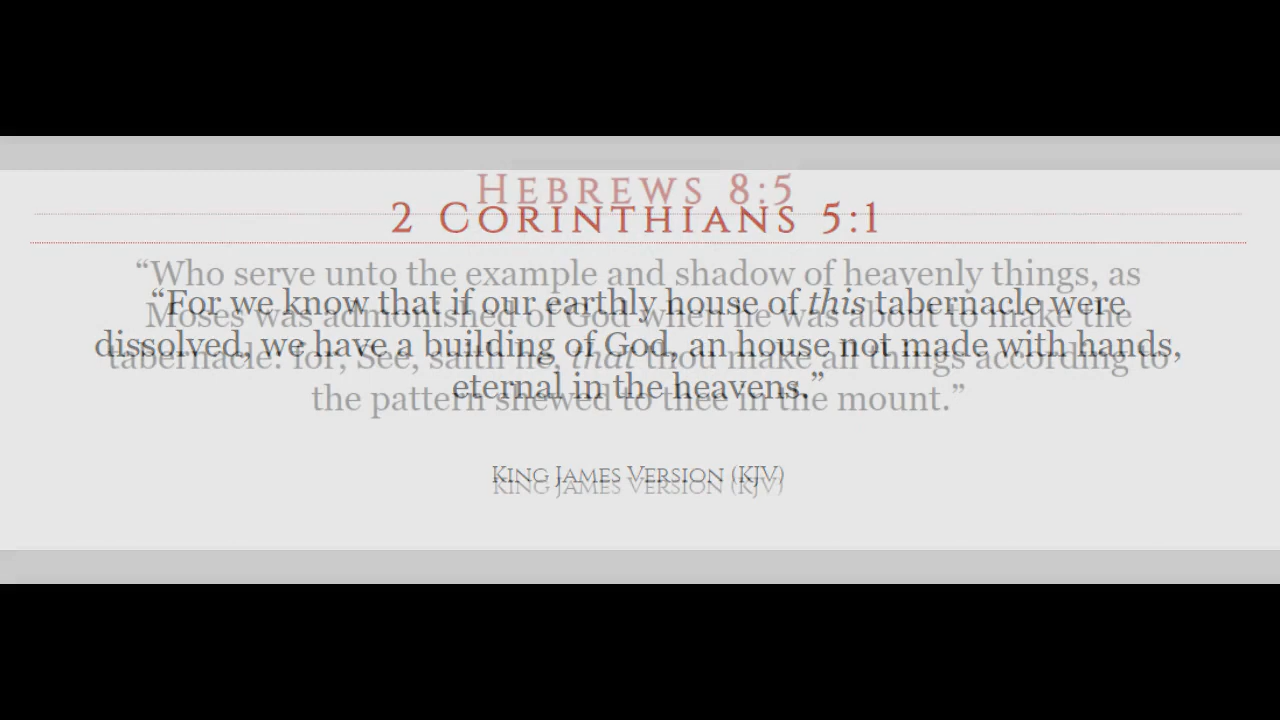 Hebrews 8:5
2 Corinthians 5:1
“Who serve unto the example and shadow of heavenly things, as
Moses was admonished of God when he was about to make the
tabernacle: for, See, saith he, that thou make all things according to
the pattern shewed to thee in the mount.”
“For we know that if our earthly house of this tabernacle were
dissolved, we have a building of God, an house not made with hands,
eternal in the heavens.”
King James Version (KJV)
King James Version (KJV)